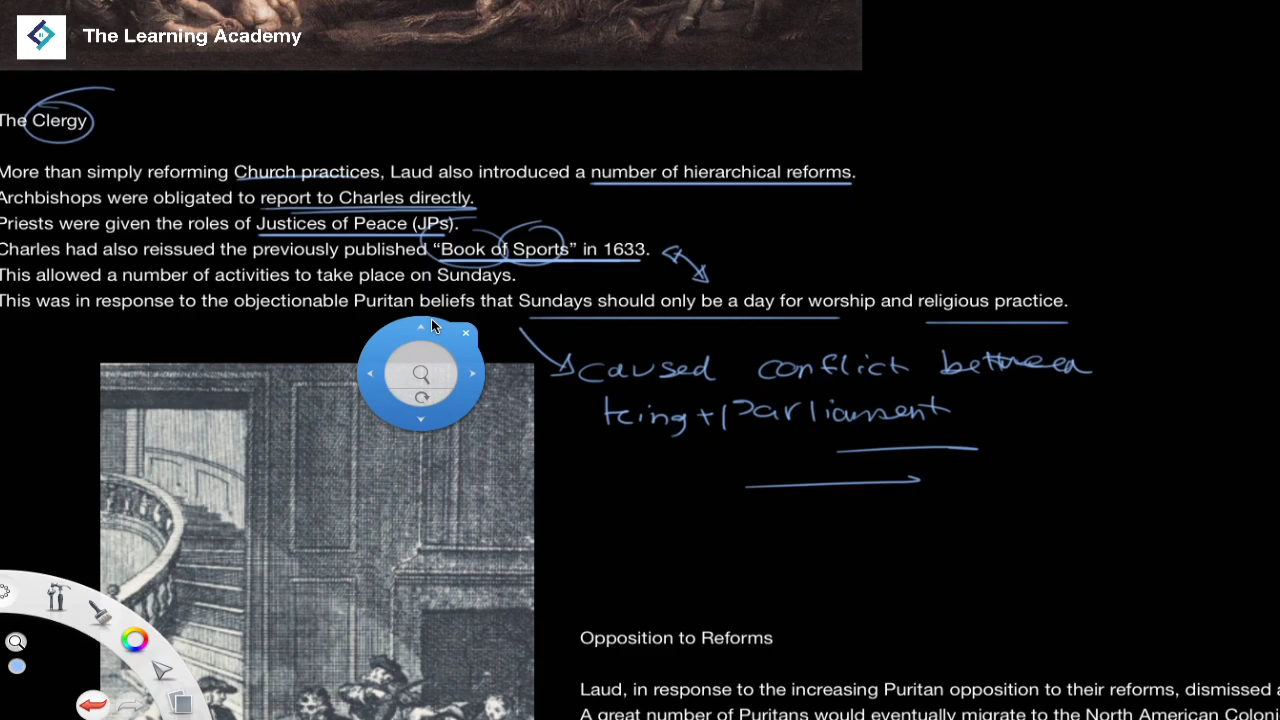 The Learning Academy
The Clergy
More than simply reforming Church practices, Laud also introduced a number of hierarchical reforms.
Archbishops were obligated to report to Charles directly.
Priests were given the roles of Justices of Peace (JPs).
Charles had also reissued the previously published “Book of Sports” in 1633.
This allowed a number of activities to take place on Sundays.
This was in response to the objectionable Puritan beliefs that Sundays should only be a day for worship and religious practice.
caused conflict between
king + Parliament
Opposition to Reforms
Laud, in response to the increasing Puritan opposition to their reforms, dismissed
A great number of Puritans would eventually migrate to the North American